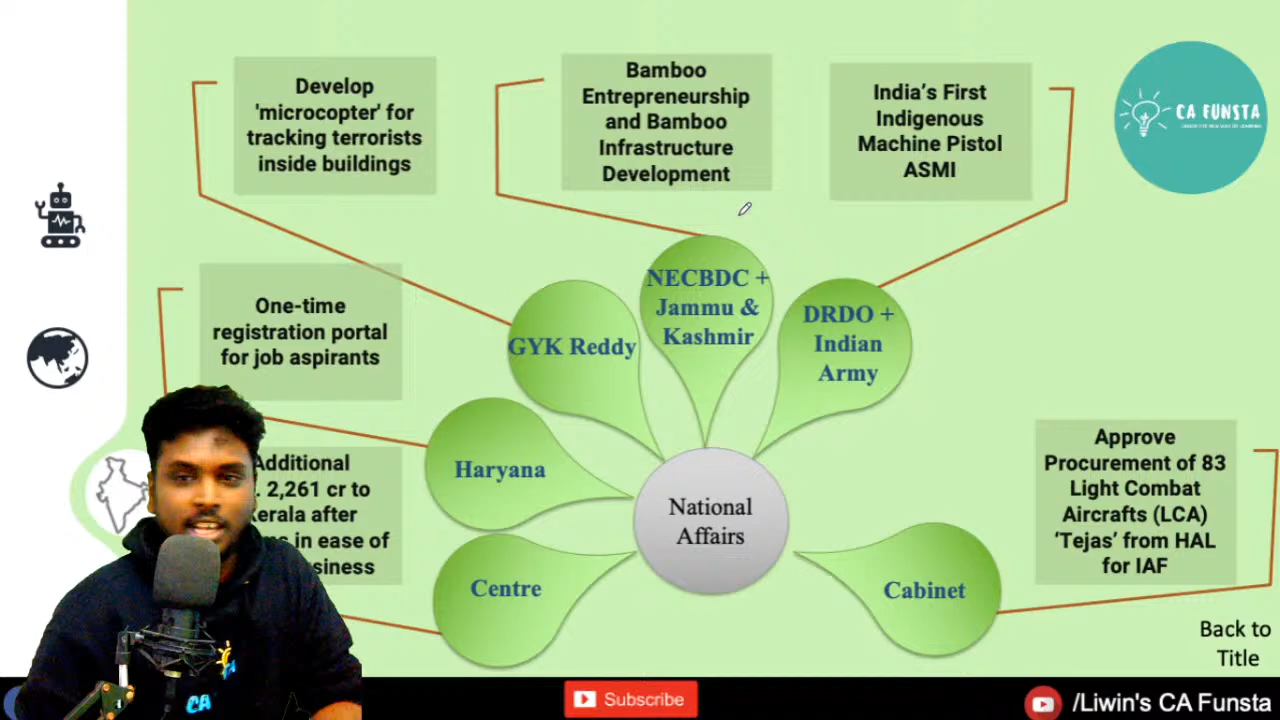 Develop
'microcopter' for
tracking terrorists
inside buildings
Bamboo
Entrepreneurship
and Bamboo
Infrastructure
Development
India's First
Indigenous
Machine Pistol
ASMI
CA FUNSTA
One-time
registration portal
for job aspirants
GYK Reddy
NECBDC +
Jammu &
Kashmir
DRDO +
Indian
Army
Additional
2,261 cr to
Kerala after
in ease of
Haryana
Centre
National
Affairs
Cabinet
Approve
Procurement of 83
Light Combat
Aircrafts (LCA)
‘Tejas’ from HAL
for IAF
Back to
Title
CA
Subscribe
/Liwin's CA Funsta